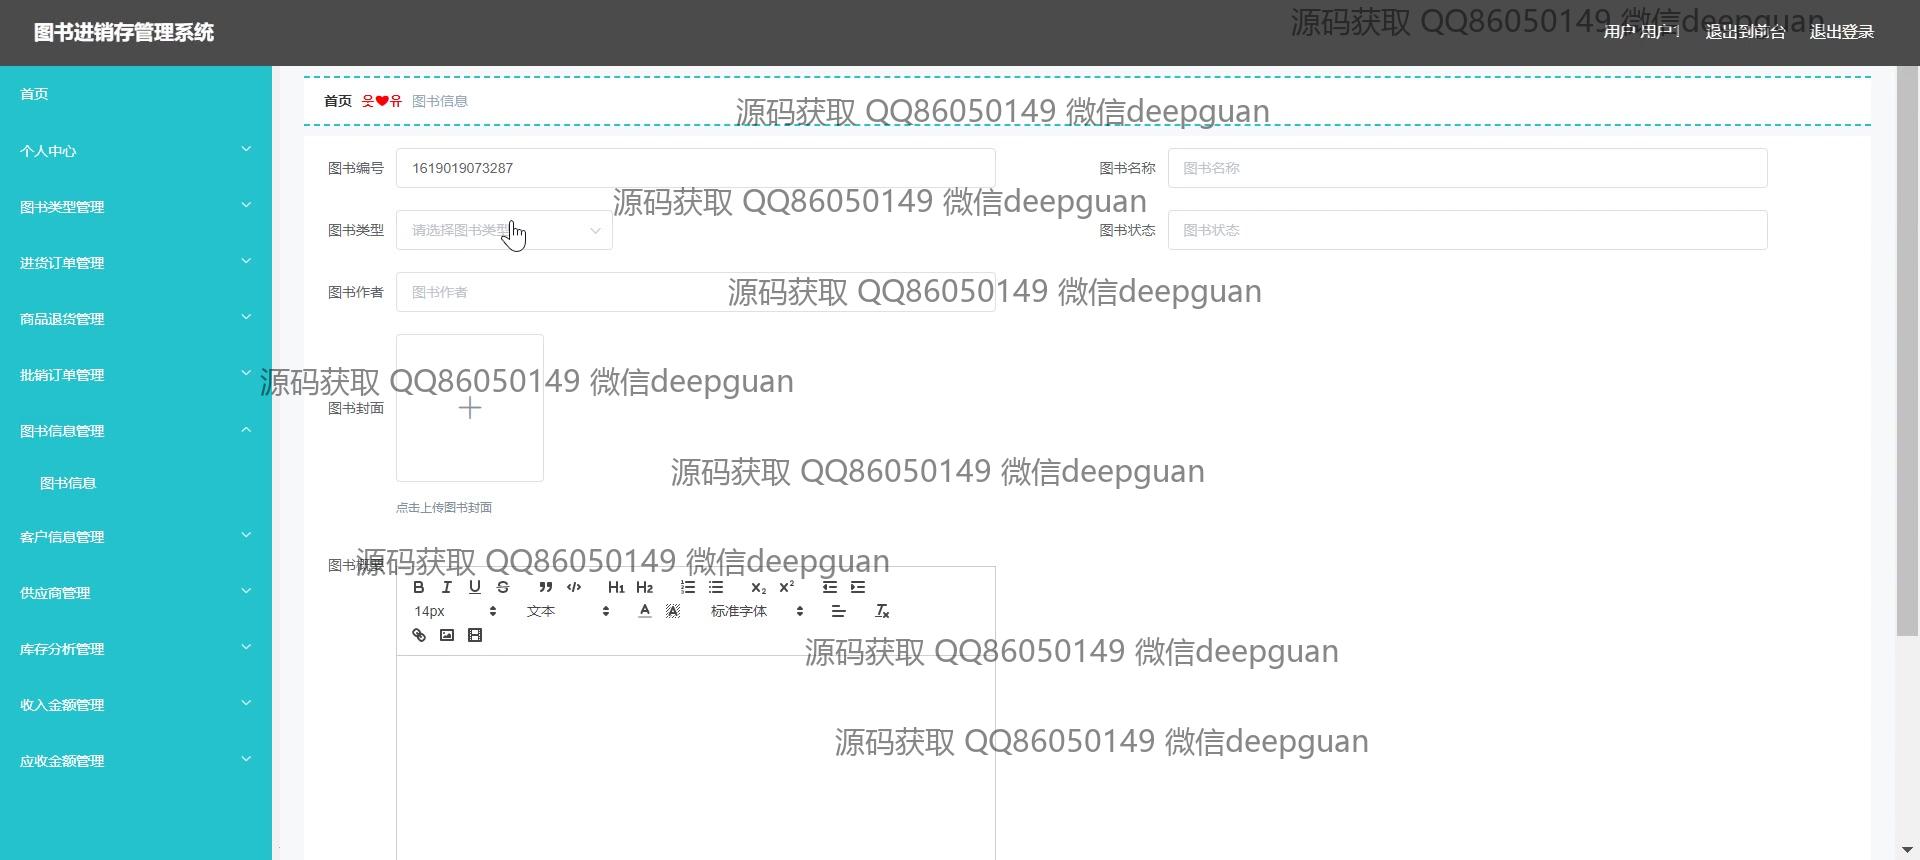 图书进销存管理系统
源码获取 QQ86050149 微信deepguan
用户 用户1 退出到前台 退出登录
首页
个人中心
图书类型管理
进货订单管理
商品退货管理
批销订单管理
图书信息管理
图书信息
客户信息管理
供应商管理
库存分析管理
收入金额管理
应收金额管理
首页 웃❤유 图书信息
源码获取 QQ86050149 微信deepguan
图书编号 1619019073287 图书名称 图书名称
源码获取 QQ86050149 微信deepguan
图书类型 请选择图书类型 图书状态 图书状态
图书作者 图书作者
源码获取 QQ86050149 微信deepguan
源码获取 QQ86050149 微信deepguan
图书封面
源码获取 QQ86050149 微信deepguan
点击上传图书封面
源码获取 QQ86050149 微信deepguan
图书
B I U S H1 H2 X2 X2
14px 文本 A A 标准字体 Tx
源码获取 QQ86050149 微信deepguan
源码获取 QQ86050149 微信deepguan